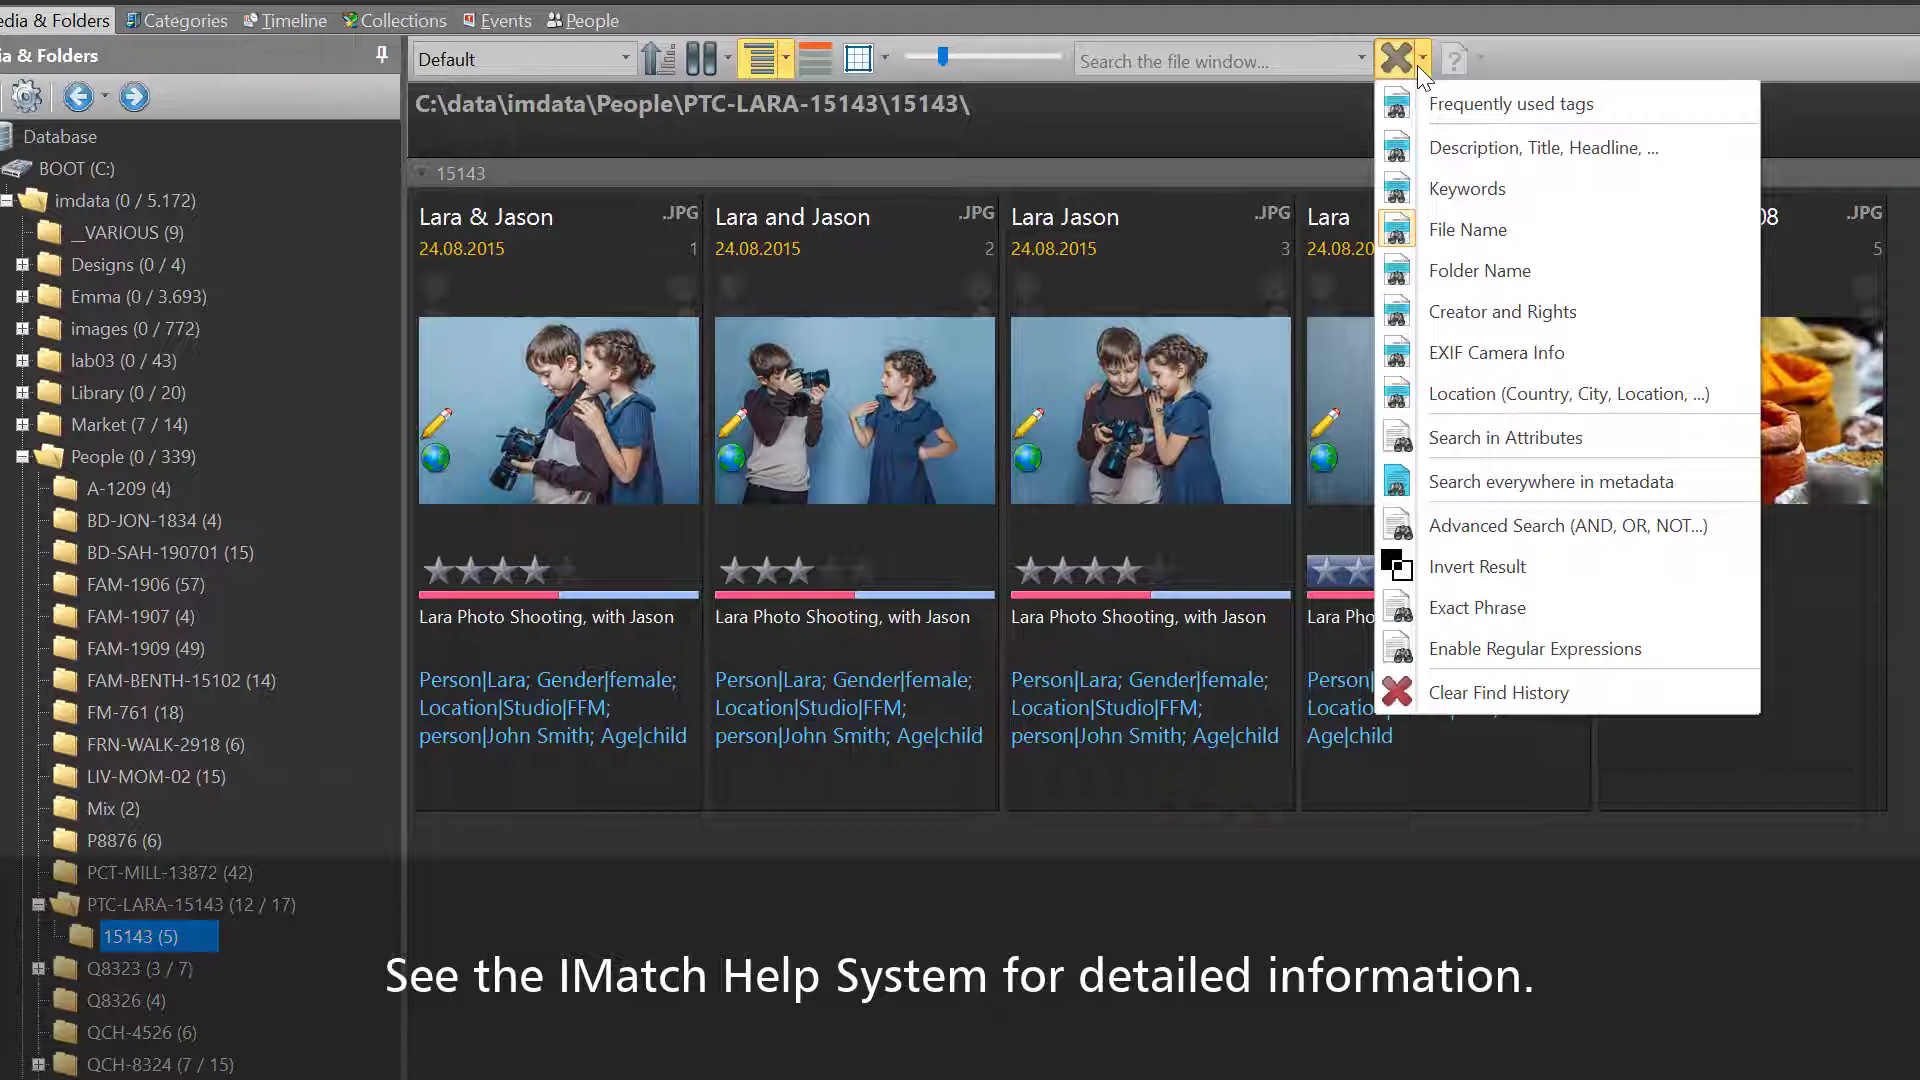 edia & Folders Categories Timeline Collections Events People
ia & Folders
Default
Search the file window...
?
C:\data\imdata\People\PTC-LARA-15143\15143\
Database
BOOT (C:)
imdata (0 / 5.172)
__VARIOUS (9)
Designs (0 / 4)
Emma (0 / 3.693)
images (0 / 772)
lab03 (0 / 43)
Library (0 / 20)
Market (7 / 14)
People (0 / 339)
A-1209 (4)
BD-JON-1834 (4)
BD-SAH-190701 (15)
FAM-1906 (57)
FAM-1907 (4)
FAM-1909 (49)
FAM-BENTH-15102 (14)
FM-761 (18)
FRN-WALK-2918 (6)
LIV-MOM-02 (15)
Mix (2)
P8876 (6)
PCT-MILL-13872 (42)
PTC-LARA-15143 (12 / 17)
15143 (5)
Q8323 (3 / 7)
Q8326 (4)
QCH-4526 (6)
QCH-8324 (7 / 15)
15143
Lara & Jason .JPG
24.08.2015 1
Lara Photo Shooting, with Jason
Person|Lara; Gender|female;
Location|Studio|FFM;
person|John Smith; Age|child
Lara and Jason .JPG
24.08.2015 2
Lara Photo Shooting, with Jason
Person|Lara; Gender|female;
Location|Studio|FFM;
person|John Smith; Age|child
Lara Jason .JPG
24.08.2015 3
Lara Photo Shooting, with Jason
Person|Lara; Gender|female;
Location|Studio|FFM;
person|John Smith; Age|child
Lara
24.08.20
Lara Pho
Person
Locatio
Age|child
08 .JPG
5
Frequently used tags
Description, Title, Headline, ...
Keywords
File Name
Folder Name
Creator and Rights
EXIF Camera Info
Location (Country, City, Location, ...)
Search in Attributes
Search everywhere in metadata
Advanced Search (AND, OR, NOT...)
Invert Result
Exact Phrase
Enable Regular Expressions
Clear Find History
See the IMatch Help System for detailed information.